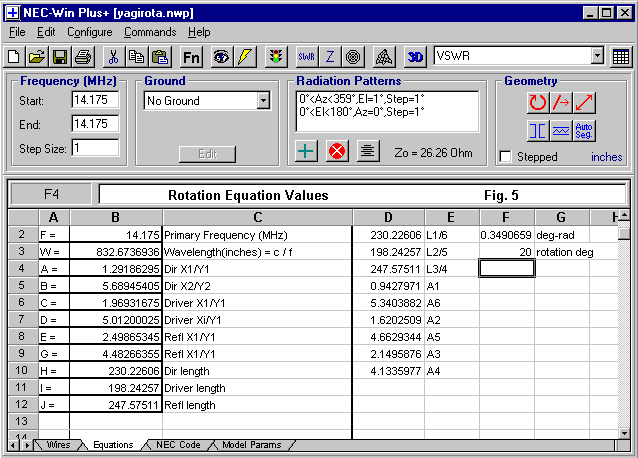 NEC-Win Plus+ [yagirota.nwp]
File Edit Configure Commands Help
Fn SWR Z 3D VSWR
Frequency (MHz)
Start: 14.175
End: 14.175
Step Size: 1
Ground
No Ground
Edit
Radiation Patterns
0°<Az<359°,El=1°,Step=1°
0°<El<180°,Az=0°,Step=1°
Zo = 26.26 Ohm
Geometry
Auto Seg.
Stepped inches
F4 Rotation Equation Values Fig. 5
A B C D E F G H
2 F = 14.175 Primary Frequency (MHz) 230.22606 L1/6 0.3490659 deg-rad
3 W = 832.6736936 Wavelength(inches) = c / f 198.24257 L2/5 20 rotation deg
4 A = 1.29186295 Dir X1/Y1 247.57511 L3/4
5 B = 5.68945405 Dir X2/Y2 0.9427971 A1
6 C = 1.96931675 Driver X1/Y1 5.3403882 A6
7 D = 5.01200025 Driver Xi/Y1 1.6202509 A2
8 E = 2.49865345 Refl X1/Y1 4.6629344 A5
9 G = 4.48266355 Refl X1/Y1 2.1495876 A3
10 H = 230.22606 Dir length 4.1335977 A4
11 I = 198.24257 Driver length
12 J = 247.57511 Refl length
13
14
Wires Equations NEC Code Model Params